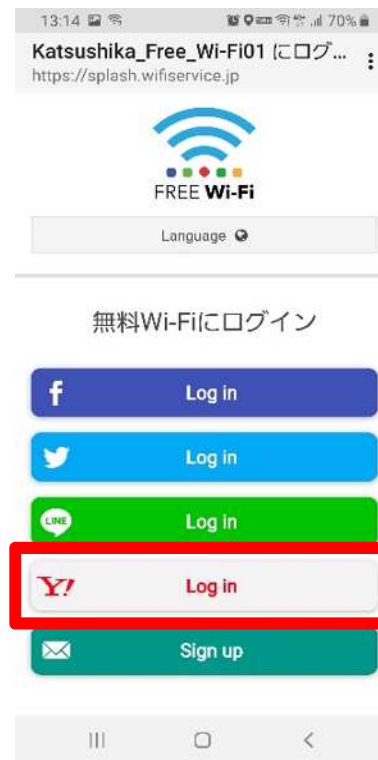 13:14 70%
Katsushika_Free_Wi-Fi01 にログ...
https://splash.wifiservice.jp
FREE Wi-Fi
Language
無料Wi-Fiにログイン
f Log in
Log in
LINE Log in
Y! Log in
Sign up